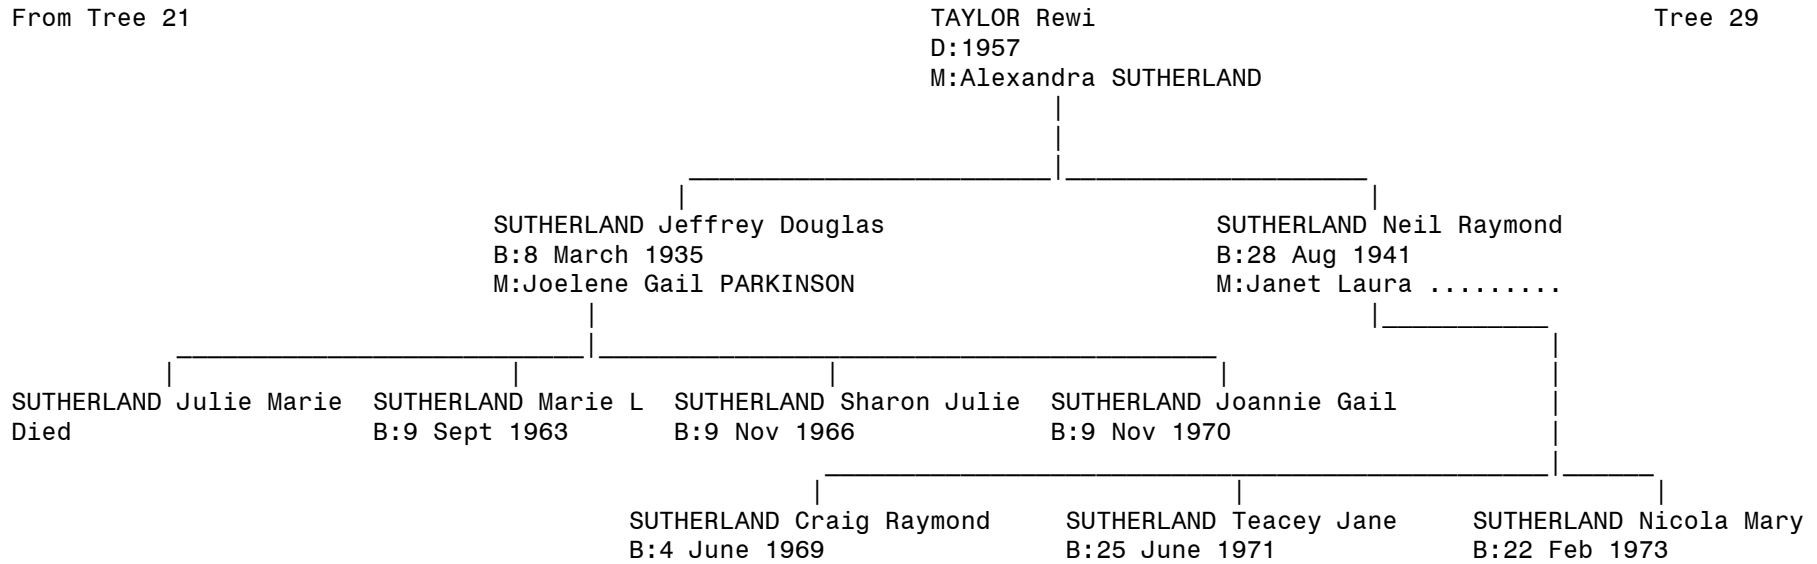 From Tree 21 TAYLOR Rewi Tree 29
D:1957
M:Alexandra SUTHERLAND
SUTHERLAND Jeffrey Douglas SUTHERLAND Neil Raymond
B:8 March 1935 B:28 Aug 1941
M:Joelene Gail PARKINSON M:Janet Laura .........
SUTHERLAND Julie Marie SUTHERLAND Marie L SUTHERLAND Sharon Julie SUTHERLAND Joannie Gail
Died B:9 Sept 1963 B:9 Nov 1966 B:9 Nov 1970
SUTHERLAND Craig Raymond SUTHERLAND Teacey Jane SUTHERLAND Nicola Mary
B:4 June 1969 B:25 June 1971 B:22 Feb 1973